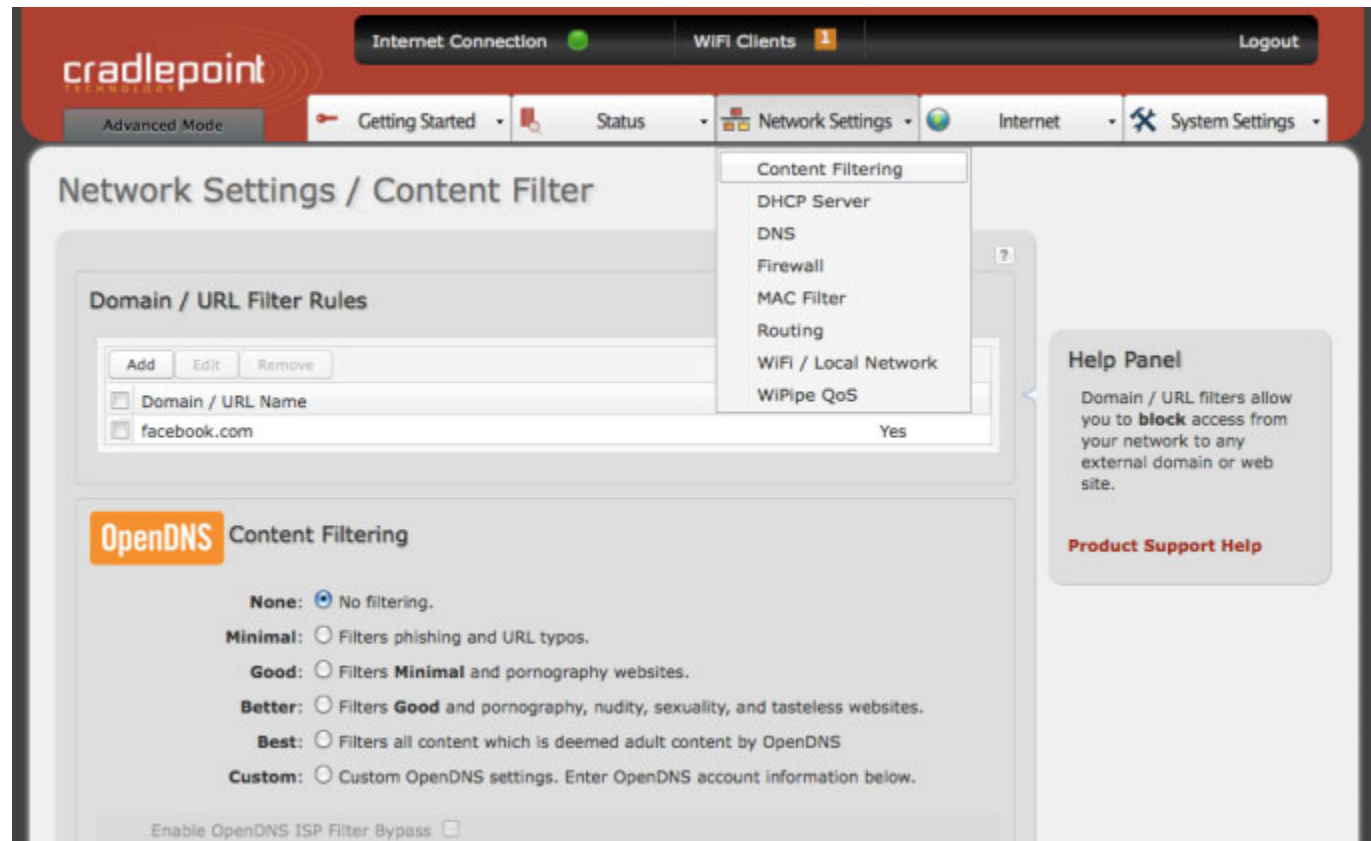 Internet Connection WiFi Clients 1 Logout
cradlepoint
TECHNOLOGY
Advanced Mode Getting Started Status Network Settings Internet System Settings
Content Filtering
DHCP Server
DNS
Firewall
MAC Filter
Routing
WiFi / Local Network
WiPipe QoS
Network Settings / Content Filter
?
Domain / URL Filter Rules
Add Edit Remove
Domain / URL Name
facebook.com Yes
OpenDNS Content Filtering
None: No filtering.
Minimal: Filters phishing and URL typos.
Good: Filters Minimal and pornography websites.
Better: Filters Good and pornography, nudity, sexuality, and tasteless websites.
Best: Filters all content which is deemed adult content by OpenDNS
Custom: Custom OpenDNS settings. Enter OpenDNS account information below.
Enable OpenDNS ISP Filter Bypass
Help Panel
Domain / URL filters allow
you to block access from
your network to any
external domain or web
site.
Product Support Help